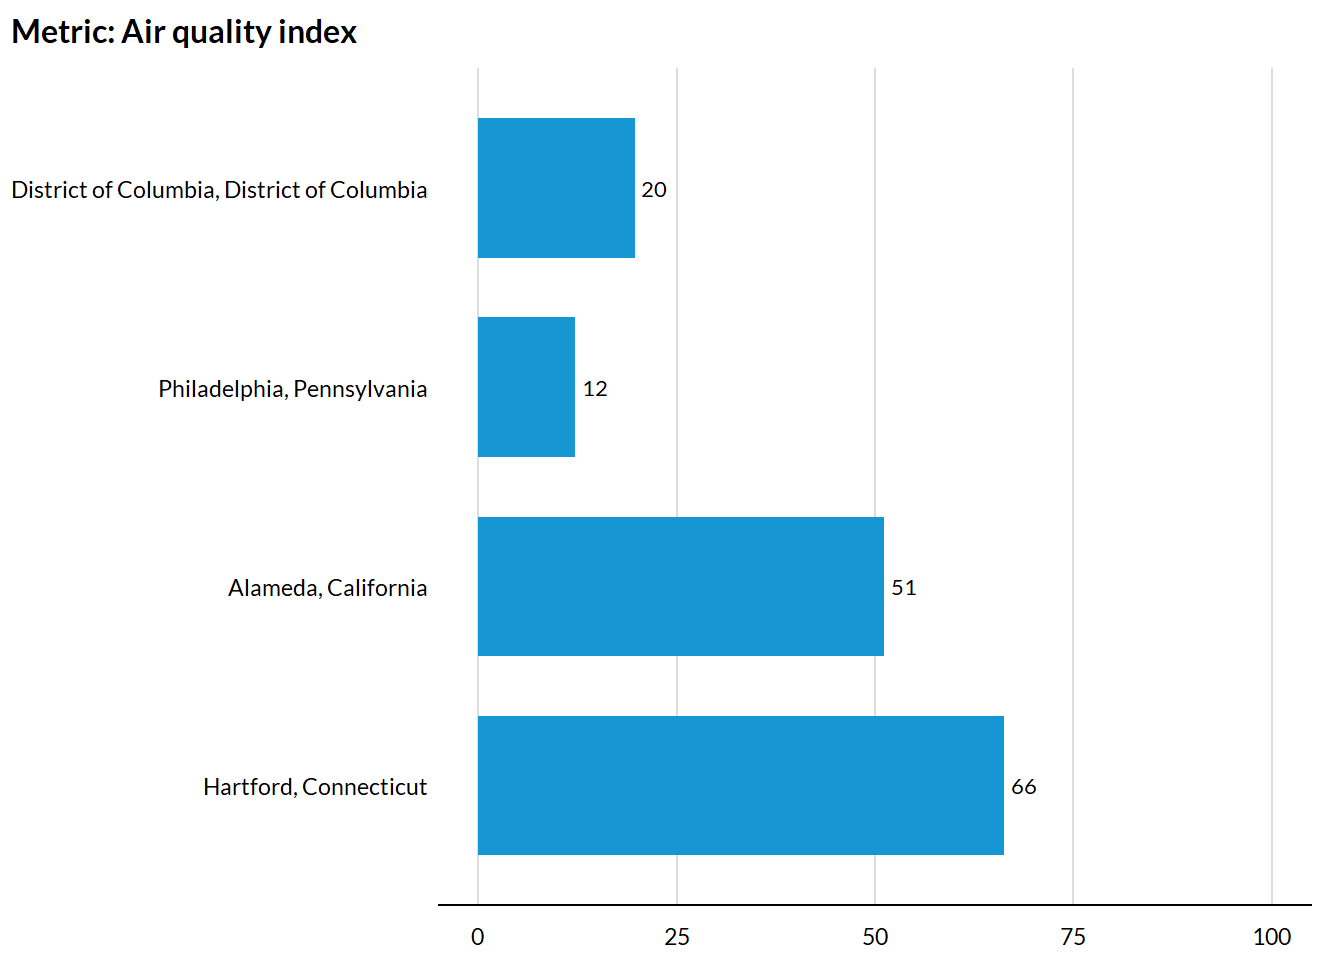 Metric: Air quality index
District of Columbia, District of Columbia
20
Philadelphia, Pennsylvania
12
Alameda, California
51
Hartford, Connecticut
66
0 25 50 75 100